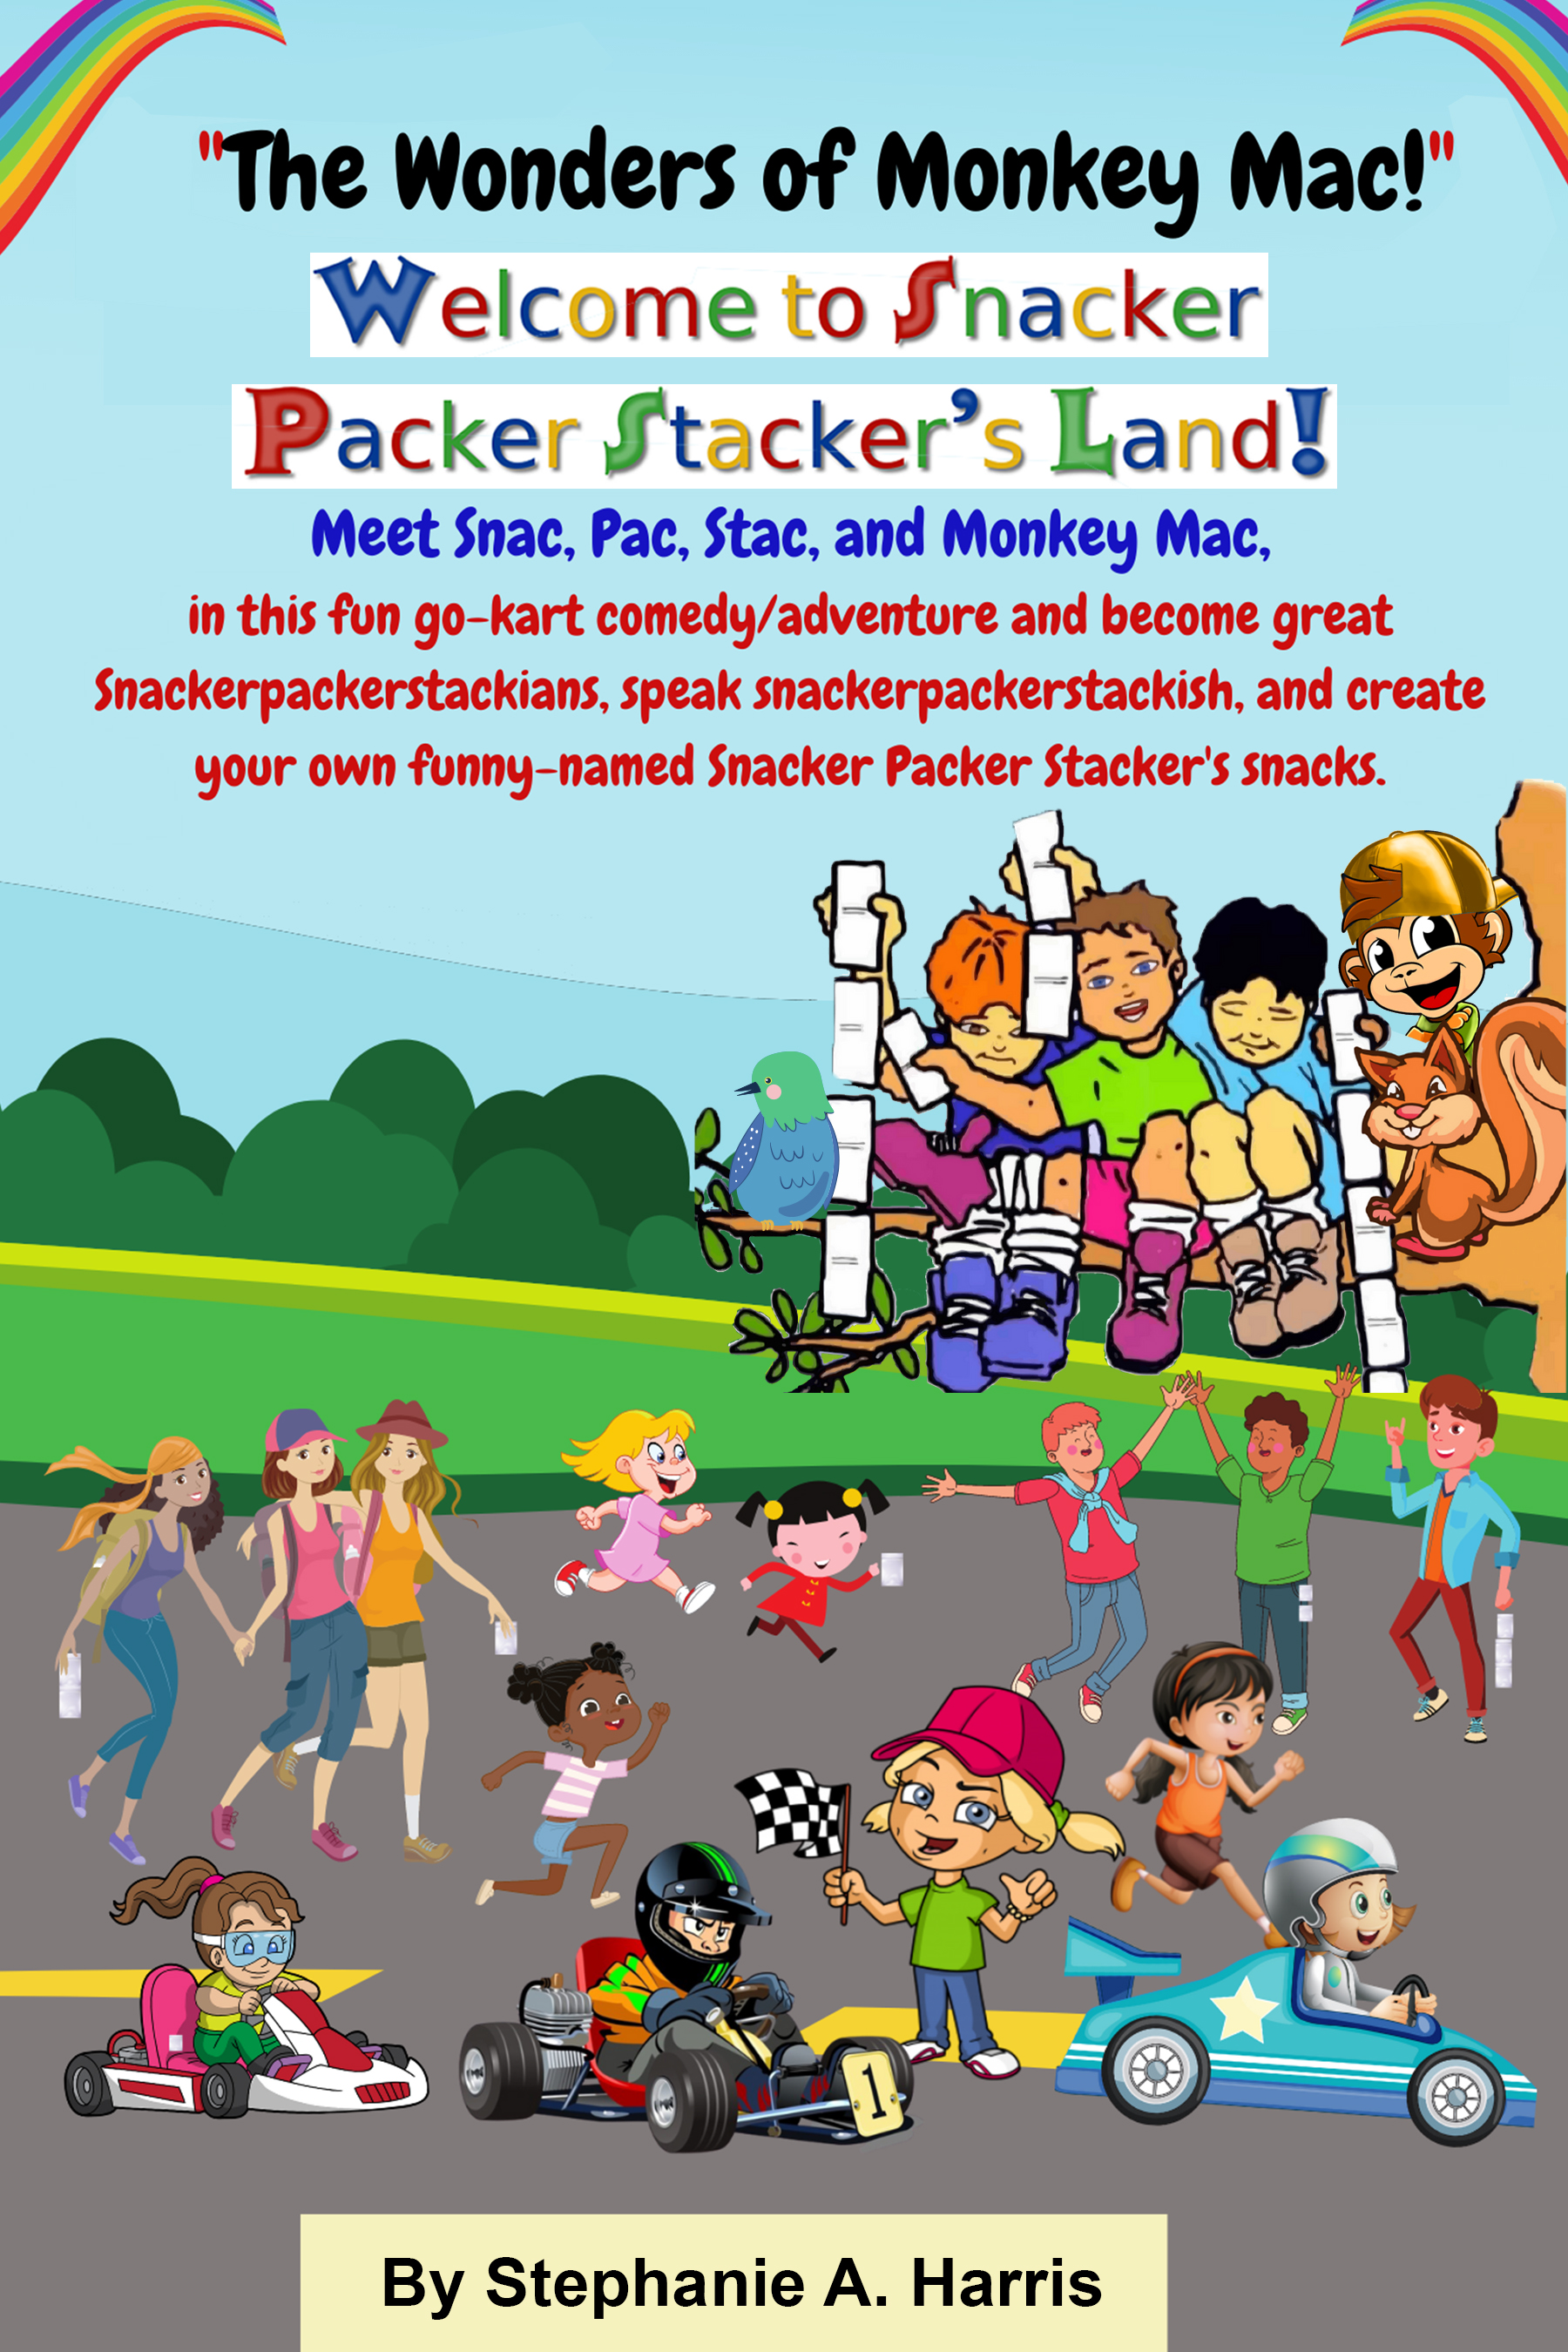 "The Wonders of Monkey Mac!"
Welcome to Snacker
Packer Stacker's Land!
Meet Snac, Pac, Stac, and Monkey Mac,
in this fun go-kart comedy/adventure and become great
Snackerpackerstackians, speak snackerpackerstackish, and create
your own funny-named Snacker Packer Stacker's snacks.
1
By Stephanie A. Harris